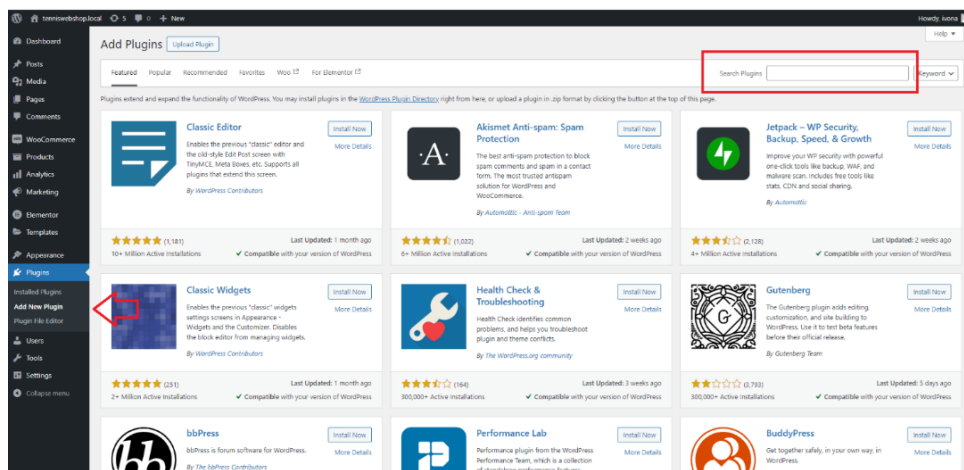 tenniswebshop.local 5 0 + New Howdy, ivona
Help
Dashboard
Posts
Media
Pages
Comments
WooCommerce
Products
Analytics
Marketing
Elementor
Templates
Appearance
Plugins
Installed Plugins
Add New Plugin
Plugin File Editor
Users
Tools
Settings
Collapse menu
Add Plugins Upload Plugin
Featured Popular Recommended Favorites Woo For Elementor Search Plugins Keyword
Plugins extend and expand the functionality of WordPress. You may install plugins in the WordPress Plugin Directory right from here, or upload a plugin in .zip format by clicking the button at the top of this page.
Classic Editor
Install Now
More Details
Enables the previous "classic" editor and
the old-style Edit Post screen with
TinyMCE, Meta Boxes, etc. Supports all
plugins that extend this screen.
By WordPress Contributors
(1,181) Last Updated: 1 month ago
10+ Million Active Installations Compatible with your version of WordPress
·A·
Akismet Anti-spam: Spam
Protection
Install Now
More Details
The best anti-spam protection to block
spam comments and spam in a contact
form. The most trusted antispam
solution for WordPress and
WooCommerce.
By Automattic - Anti-spam Team
(1,022) Last Updated: 2 weeks ago
6+ Million Active Installations Compatible with your version of WordPress
Jetpack – WP Security,
Backup, Speed, & Growth
Install Now
More Details
Improve your WP security with powerful
one-click tools like backup, WAF, and
malware scan. Includes free tools like
stats, CDN and social sharing.
By Automattic
(2,128) Last Updated: 2 weeks ago
4+ Million Active Installations Compatible with your version of WordPress
Classic Widgets
Install Now
More Details
Enables the previous "classic" widgets
settings screens in Appearance -
Widgets and the Customizer. Disables
the block editor from managing widgets.
By WordPress Contributors
(251) Last Updated: 1 month ago
2+ Million Active Installations Compatible with your version of WordPress
Health Check &
Troubleshooting
Install Now
More Details
Health Check identifies common
problems, and helps you troubleshoot
plugin and theme conflicts.
By The WordPress.org community
(164) Last Updated: 3 weeks ago
300,000+ Active Installations Compatible with your version of WordPress
G
Gutenberg
Install Now
More Details
The Gutenberg plugin adds editing,
customization, and site building to
WordPress. Use it to test beta features
before their official release.
By Gutenberg Team
(3,793) Last Updated: 5 days ago
300,000+ Active Installations Compatible with your version of WordPress
bb
bbPress
Install Now
More Details
bbPress is forum software for WordPress.
By The bbPress Contributors
Performance Lab
Install Now
More Details
Performance plugin from the WordPress
Performance Team, which is a collection
of standalone performance features
BuddyPress
Install Now
More Details
Get together safely, in your own way, in
WordPress.